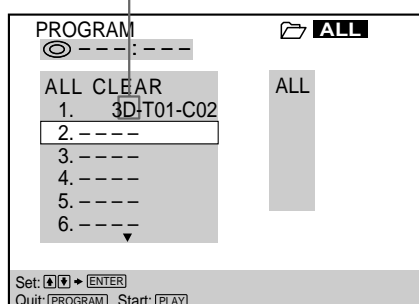 PROGRAM ALL
– – – : – – –
ALL CLEAR ALL
1. 3D-T01-C02
2. – – – –
3. – – – –
4. – – – –
5. – – – –
6. – – – –
Set: ENTER
Quit: PROGRAM Start: PLAY